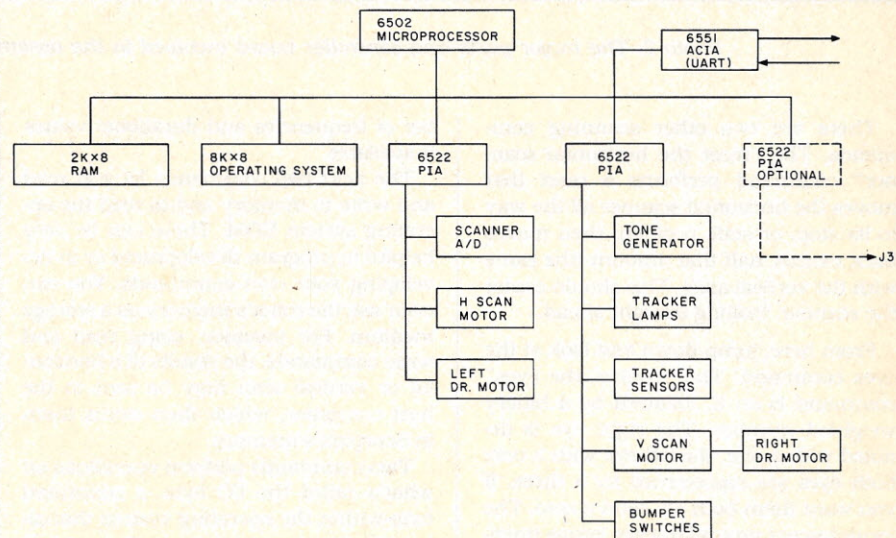 6502
MICROPROCESSOR
6551
ACIA
(UART)
2K×8
RAM
8K×8
OPERATING SYSTEM
6522
PIA
6522
PIA
6522
PIA
OPTIONAL
SCANNER
A/D
TONE
GENERATOR
J3
H SCAN
MOTOR
TRACKER
LAMPS
LEFT
DR. MOTOR
TRACKER
SENSORS
V SCAN
MOTOR
RIGHT
DR. MOTOR
BUMPER
SWITCHES